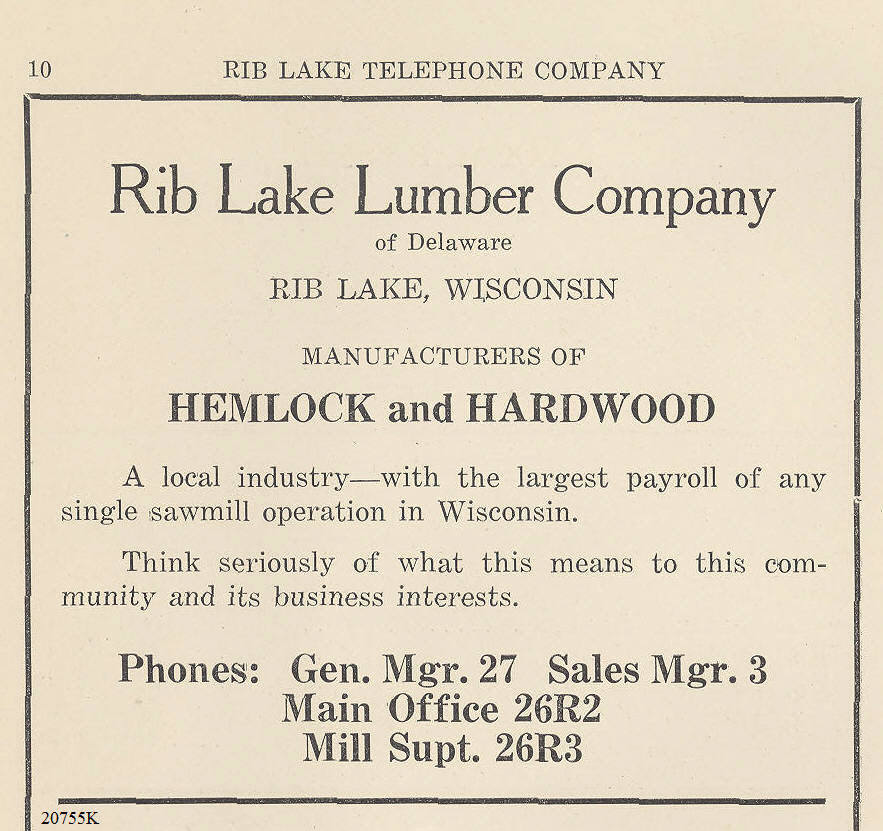 10 RIB LAKE TELEPHONE COMPANY
Rib Lake Lumber Company
of Delaware
RIB LAKE, WISCONSIN
MANUFACTURERS OF
HEMLOCK and HARDWOOD
A local industry—with the largest payroll of any
single sawmill operation in Wisconsin.
Think seriously of what this means to this com-
munity and its business interests.
Phones: Gen. Mgr. 27 Sales Mgr. 3
Main Office 26R2
Mill Supt. 26R3
20755K